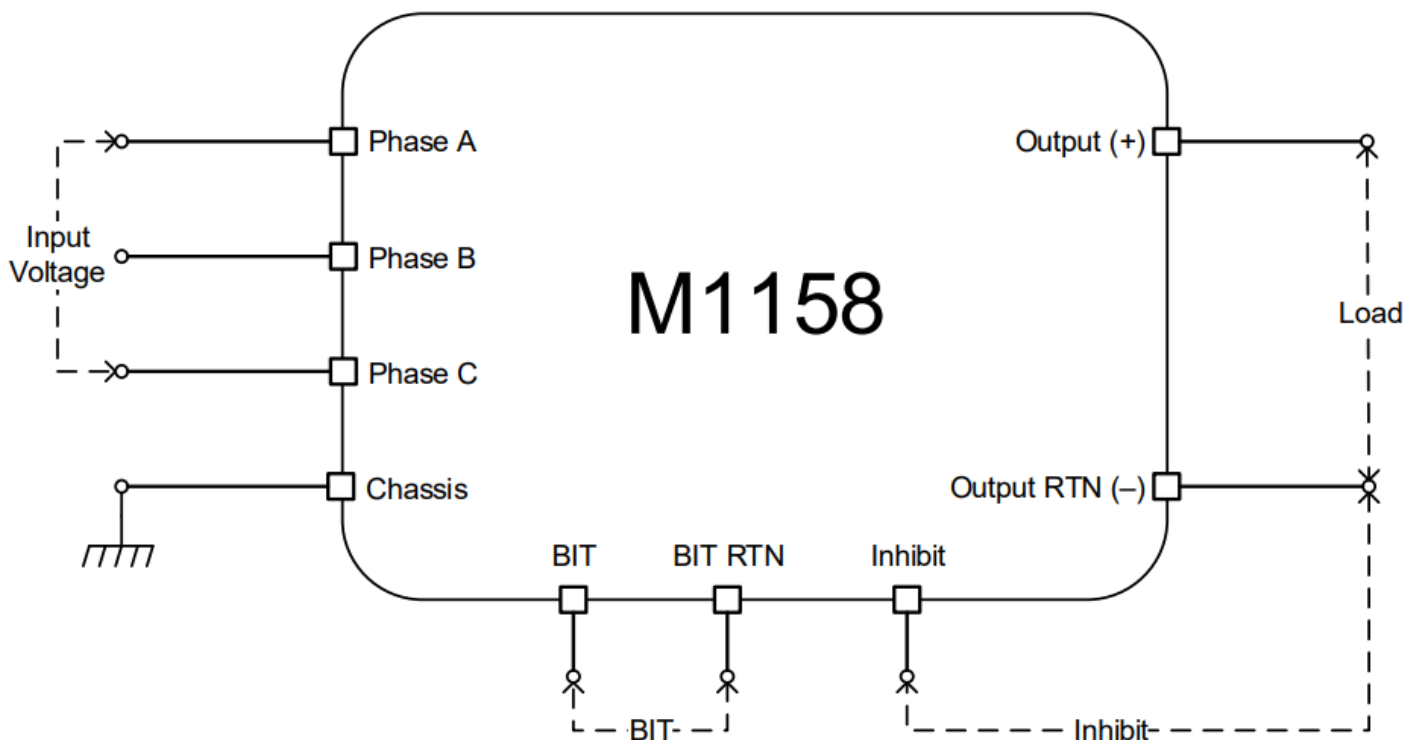 Phase A
Output (+)
Input
Voltage
Phase B
M1158
Load
Phase C
Chassis
Output RTN (–)
BIT
BIT RTN
Inhibit
BIT
Inhibit